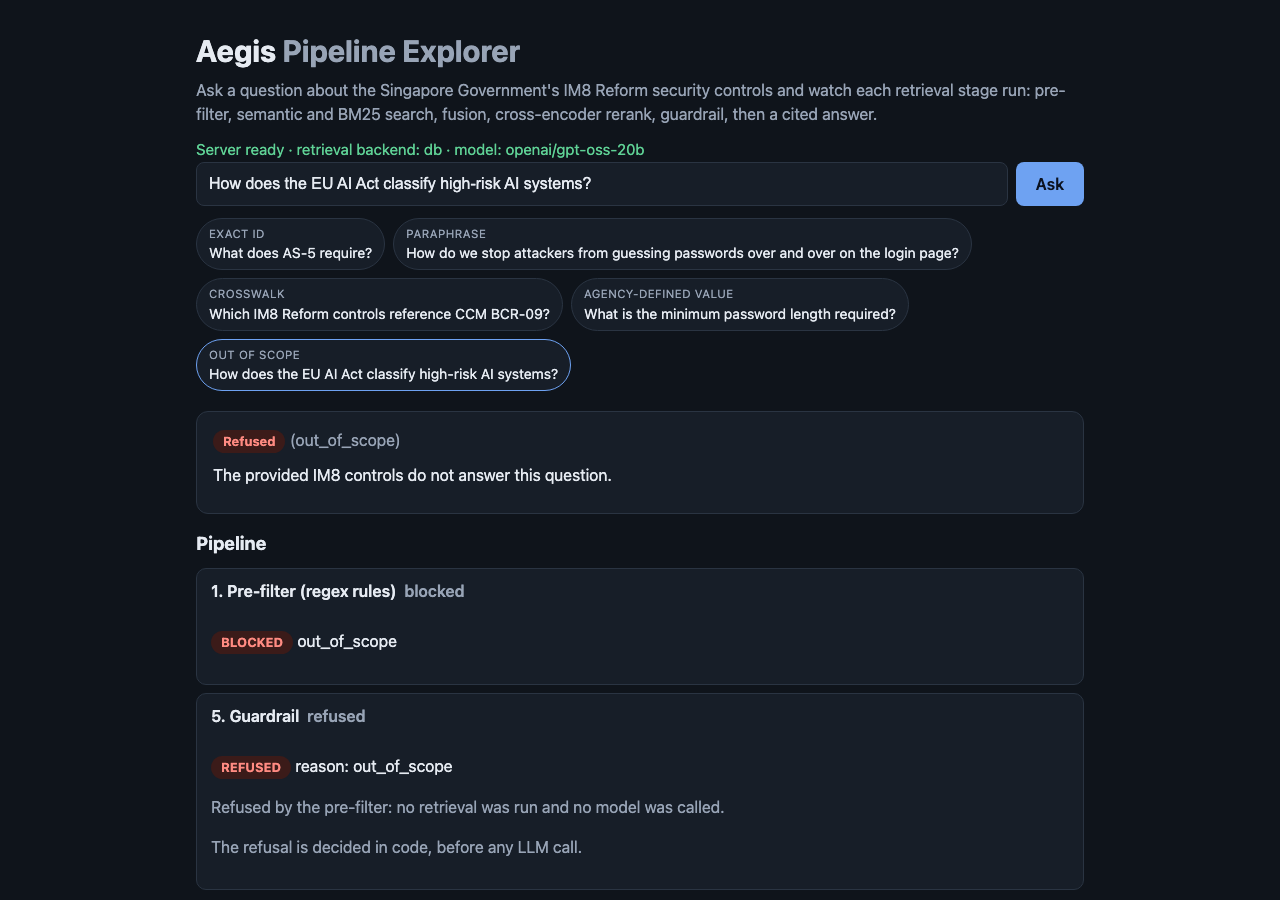 Aegis Pipeline Explorer
Ask a question about the Singapore Government's IM8 Reform security controls and watch each retrieval stage run: pre-
filter, semantic and BM25 search, fusion, cross-encoder rerank, guardrail, then a cited answer.
Server ready · retrieval backend: db · model: openai/gpt-oss-20b
How does the EU AI Act classify high-risk AI systems?
Ask
EXACT ID
What does AS-5 require?
PARAPHRASE
How do we stop attackers from guessing passwords over and over on the login page?
CROSSWALK
Which IM8 Reform controls reference CCM BCR-09?
AGENCY-DEFINED VALUE
What is the minimum password length required?
OUT OF SCOPE
How does the EU AI Act classify high-risk AI systems?
Refused (out_of_scope)
The provided IM8 controls do not answer this question.
Pipeline
1. Pre-filter (regex rules) blocked
BLOCKED out_of_scope
5. Guardrail refused
REFUSED reason: out_of_scope
Refused by the pre-filter: no retrieval was run and no model was called.
The refusal is decided in code, before any LLM call.